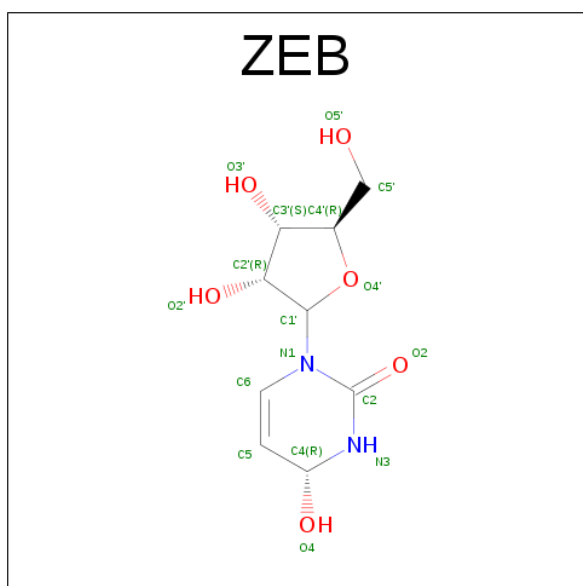 ZEB
O5'
HO
O3'
HO
C5'
C3'(S)C4'(R)
C2'(R)
HO
O2'
O4'
O
C1'
N1
N
O2
O
C6
C2
C4(R)
NH
N3
C5
OH
O4